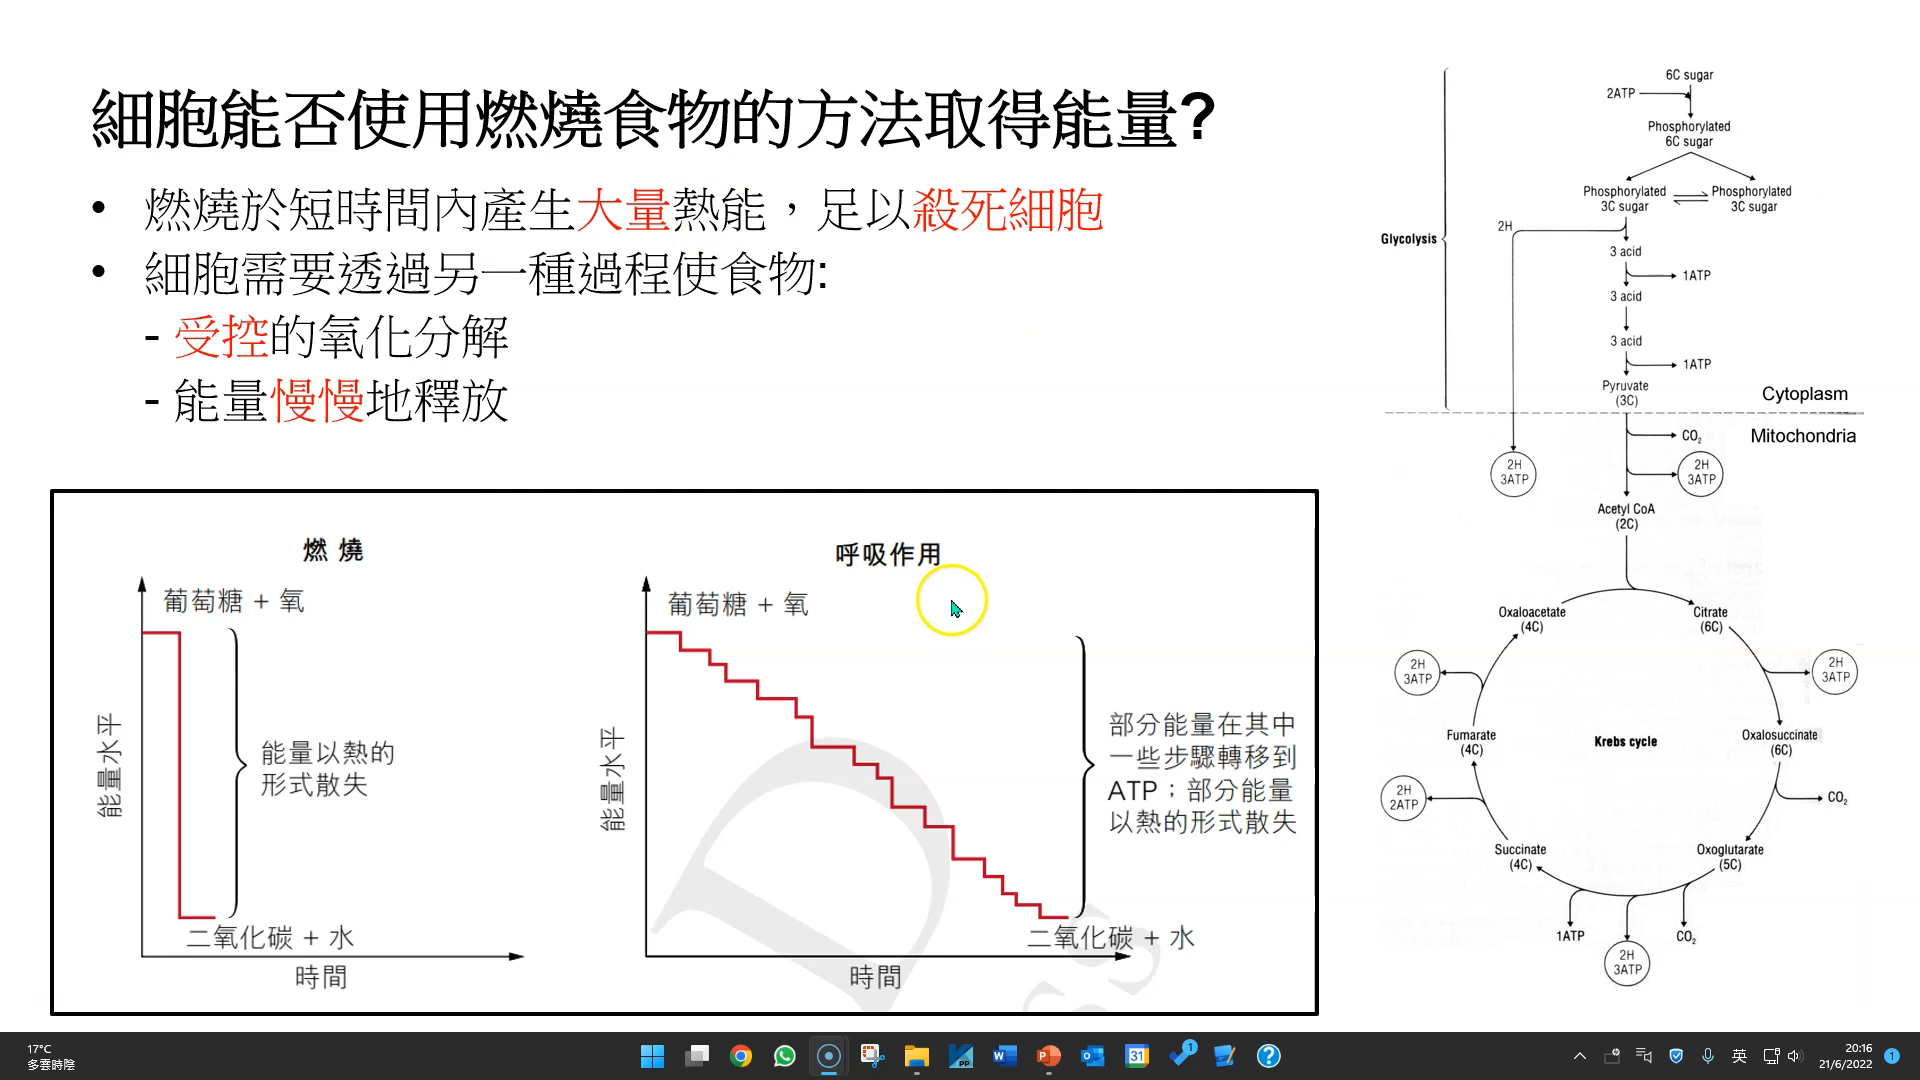 細胞能否使用燃燒食物的方法取得能量?
• 燃燒於短時間內產生大量熱能，足以殺死細胞
• 細胞需要透過另一種過程使食物:
- 受控的氧化分解
- 能量慢慢地釋放
燃 燒
葡萄糖 + 氧
能量水平
能量以熱的
形式散失
二氧化碳 + 水
時間
呼吸作用
葡萄糖 + 氧
能量水平
部分能量在其中
一些步驟轉移到
ATP；部分能量
以熱的形式散失
二氧化碳 + 水
時間
6C sugar
2ATP
Phosphorylated
6C sugar
Phosphorylated
3C sugar
Phosphorylated
3C sugar
2H
Glycolysis
3 acid
1ATP
3 acid
3 acid
1ATP
Pyruvate
(3C)
Cytoplasm
Mitochondria
CO₂
2H
3ATP
2H
3ATP
Acetyl CoA
(2C)
Oxaloacetate
(4C)
Citrate
(6C)
2H
3ATP
2H
3ATP
Fumarate
(4C)
Krebs cycle
Oxalosuccinate
(6C)
2H
2ATP
CO₂
Succinate
(4C)
Oxoglutarate
(5C)
1ATP
CO₂
2H
3ATP
17°C
多雲時陰
31
1
英
20:16
21/6/2022
1